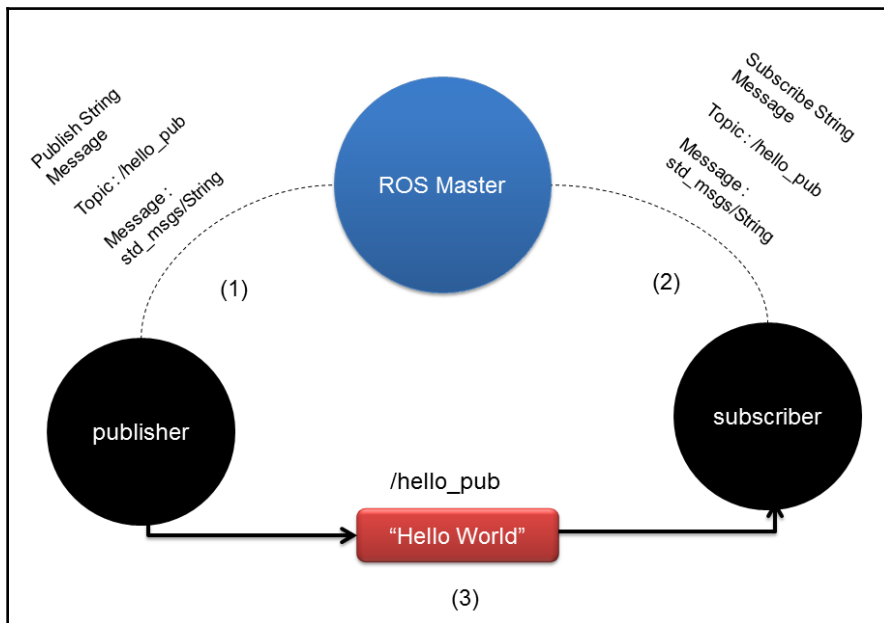 Publish String
Message
Topic : /hello_pub
Message :
std_msgs/String
ROS Master
Subscribe String
Message
Topic : /hello_pub
Message :
std_msgs/String
(1)
(2)
publisher
subscriber
/hello_pub
“Hello World”
(3)